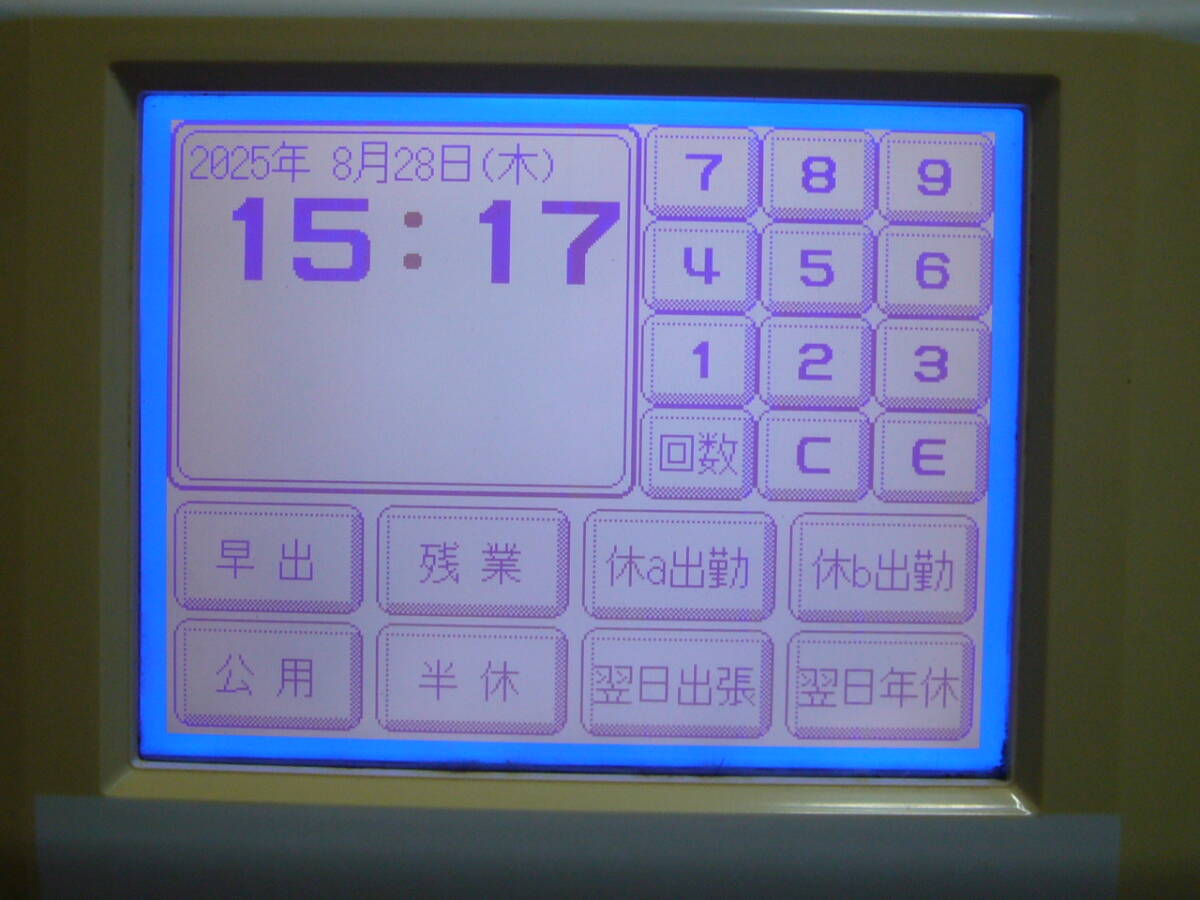 2025年 8月28日(木)
15:17
7 8 9
4 5 6
1 2 3
回数 C E
早出 残業 休a出勤 休b出勤
公用 半休 翌日出張 翌日年休